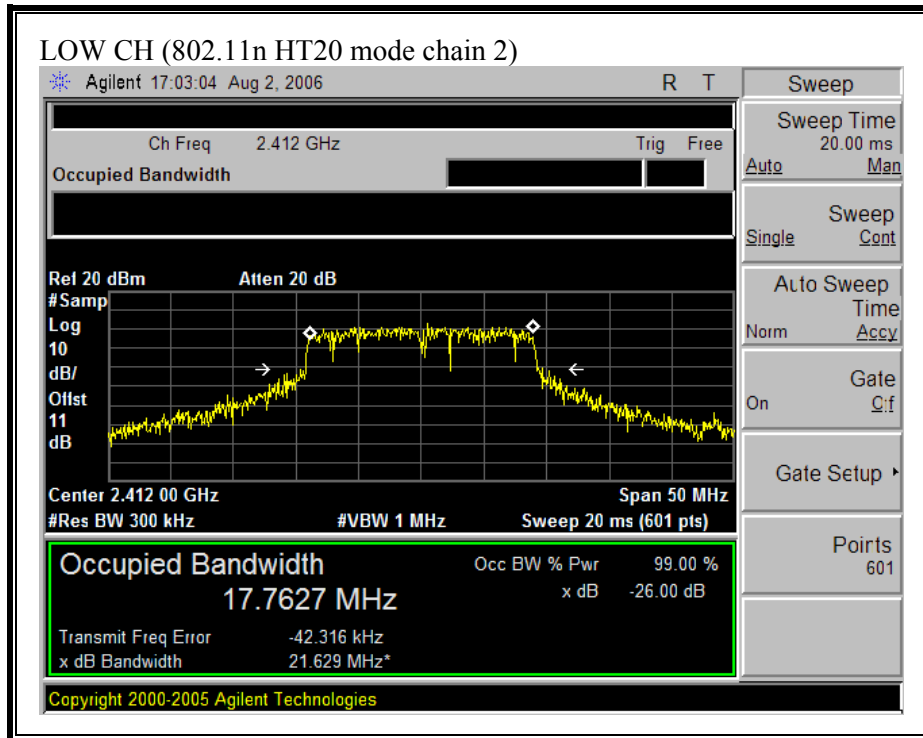 LOW CH (802.11n HT20 mode chain 2)
Agilent 17:03:04 Aug 2, 2006 R T
Sweep
Ch Freq 2.412 GHz Trig Free
Occupied Bandwidth
Sweep Time
20.00 ms
Auto Man
Sweep
Single Cont
Auto Sweep
Time
Norm Accy
Gate
On Off
Gate Setup
Points
601
Ref 20 dBm Atten 20 dB
#Samp
Log
10
dB/
Offst
11
dB
Center 2.412 00 GHz Span 50 MHz
#Res BW 300 kHz #VBW 1 MHz Sweep 20 ms (601 pts)
Occupied Bandwidth
17.7627 MHz
Occ BW % Pwr 99.00 %
x dB -26.00 dB
Transmit Freq Error -42.316 kHz
x dB Bandwidth 21.629 MHz*
Copyright 2000-2005 Agilent Technologies